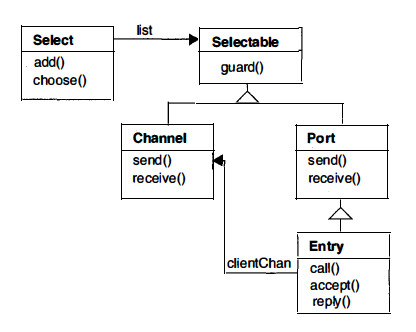 Select
add()
choose()
list
Selectable
guard()
Channel
send()
receive()
Port
send()
receive()
clientChan
Entry
call()
accept()
reply()